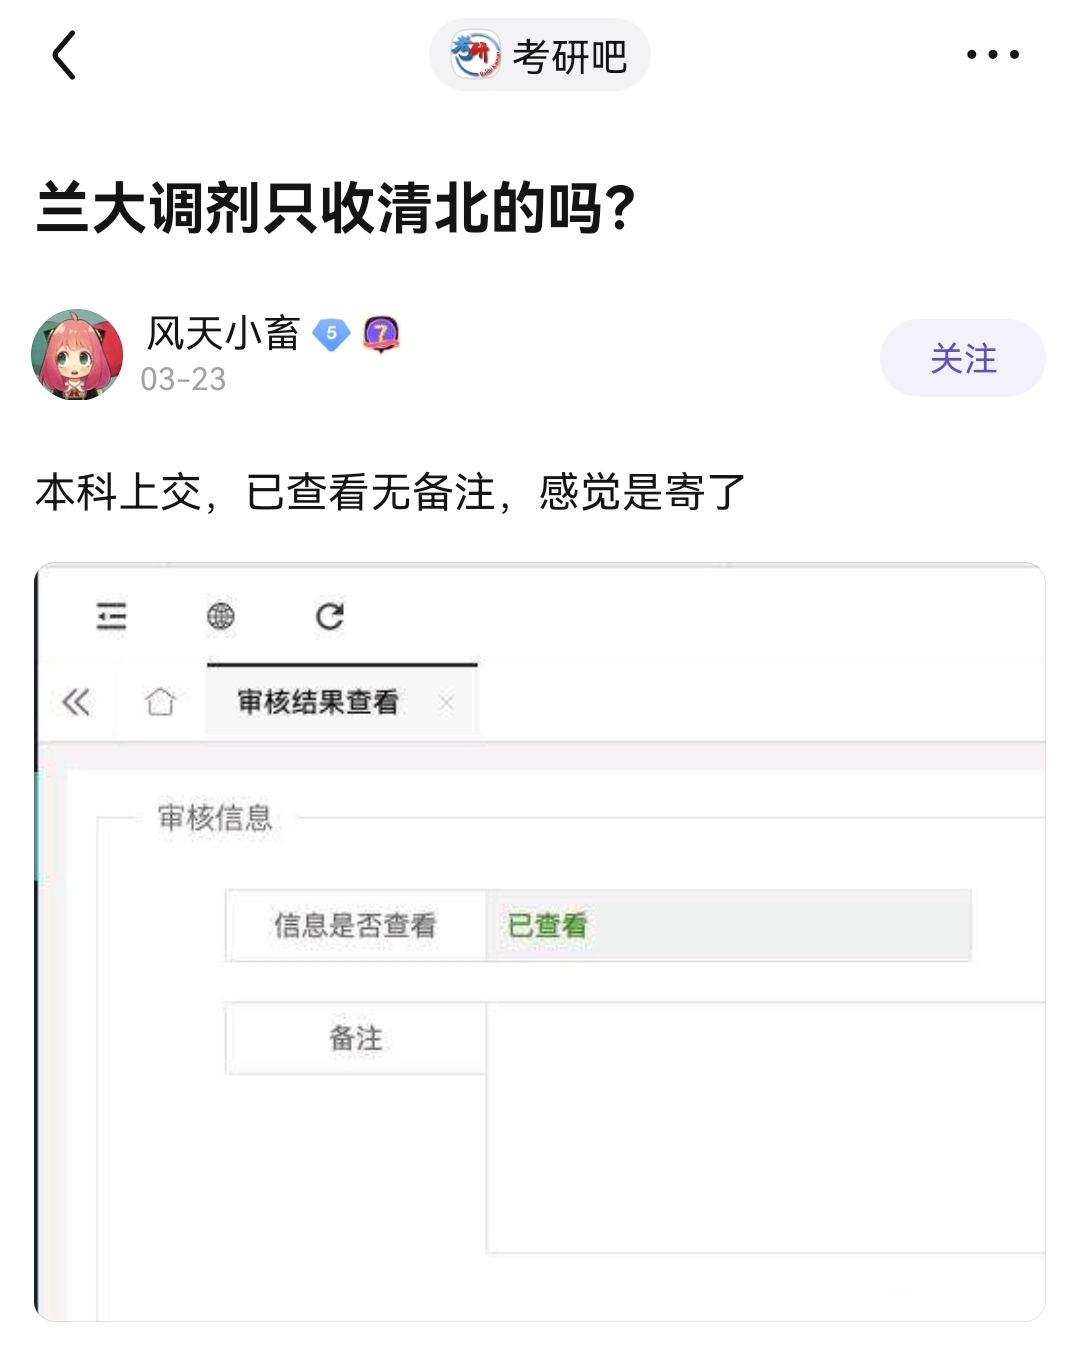 考研吧
兰大调剂只收清北的吗?
风天小畜 5 7
03-23
关注
本科上交，已查看无备注，感觉是寄了
审核结果查看
审核信息
信息是否查看 已查看
备注